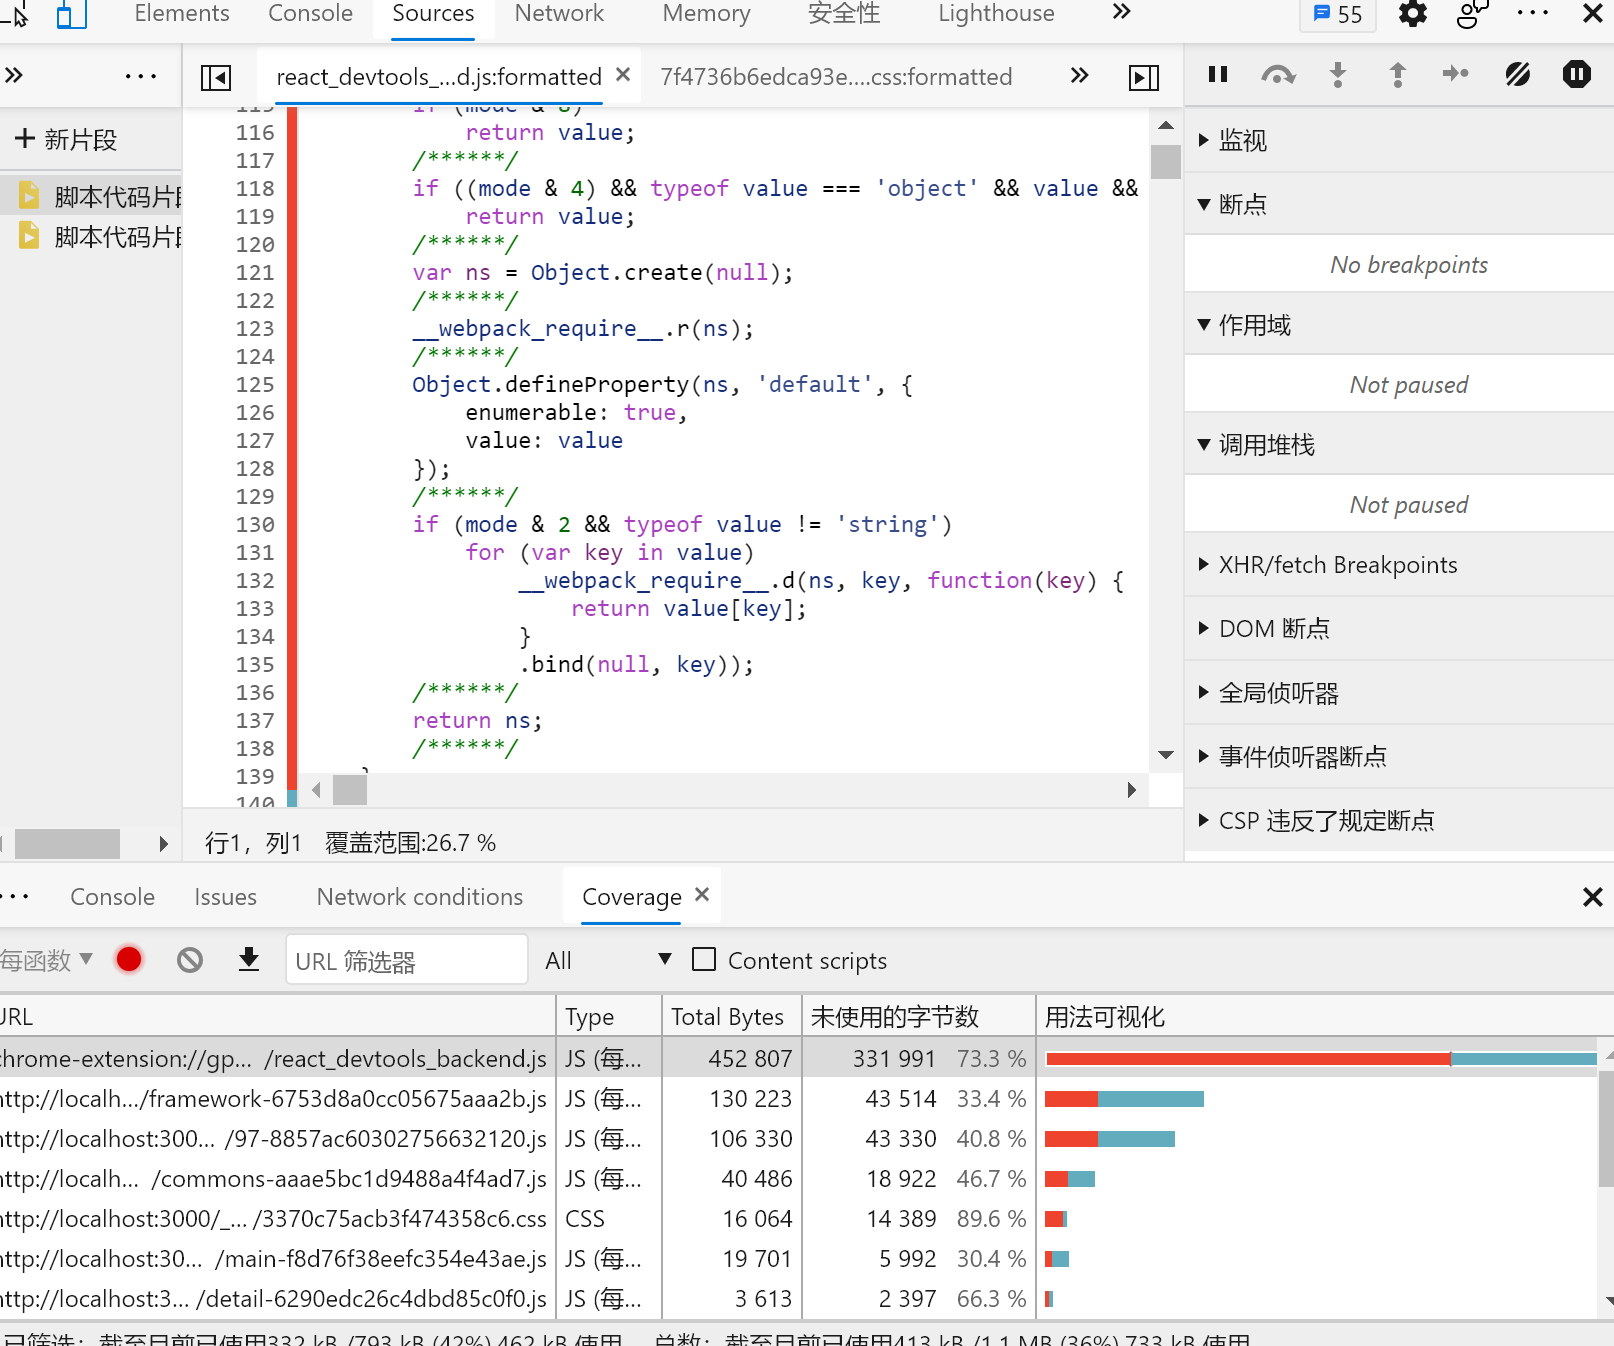 Elements Console Sources Network Memory 安全性 Lighthouse » 55 ···
» ··· react_devtools_...d.js:formatted × 7f4736b6edca93e....css:formatted »
+ 新片段
脚本代码片段
脚本代码片段
115 if (mode & 8)
116 return value;
117 /******/
118 if ((mode & 4) && typeof value === 'object' && value &&
119 return value;
120 /******/
121 var ns = Object.create(null);
122 /******/
123 __webpack_require__.r(ns);
124 /******/
125 Object.defineProperty(ns, 'default', {
126 enumerable: true,
127 value: value
128 });
129 /******/
130 if (mode & 2 && typeof value != 'string')
131 for (var key in value)
132 __webpack_require__.d(ns, key, function(key) {
133 return value[key];
134 }
135 .bind(null, key));
136 /******/
137 return ns;
138 /******/
139 }
140
行1，列1 覆盖范围:26.7 %
监视
断点
No breakpoints
作用域
Not paused
调用堆栈
Not paused
XHR/fetch Breakpoints
DOM 断点
全局侦听器
事件侦听器断点
CSP 违反了规定断点
··· Console Issues Network conditions Coverage ×
每函数 URL 筛选器 All Content scripts
URL Type Total Bytes 未使用的字节数 用法可视化
chrome-extension://gp... /react_devtools_backend.js JS (每... 452 807 331 991 73.3 %
http://localh.../framework-6753d8a0cc05675aaa2b.js JS (每... 130 223 43 514 33.4 %
http://localhost:300... /97-8857ac60302756632120.js JS (每... 106 330 43 330 40.8 %
http://localh... /commons-aaae5bc1d9488a4f4ad7.js JS (每... 40 486 18 922 46.7 %
http://localhost:3000/_... /3370c75acb3f474358c6.css CSS 16 064 14 389 89.6 %
http://localhost:30... /main-f8d76f38eefc354e43ae.js JS (每... 19 701 5 992 30.4 %
http://localhost:3... /detail-6290edc26c4dbd85c0f0.js JS (每... 3 613 2 397 66.3 %
已筛选：截至目前已使用332 kB /793 kB (42%) 462 kB 使用 总数：截至目前已使用413 kB /1.1 MB (36%) 733 kB 使用